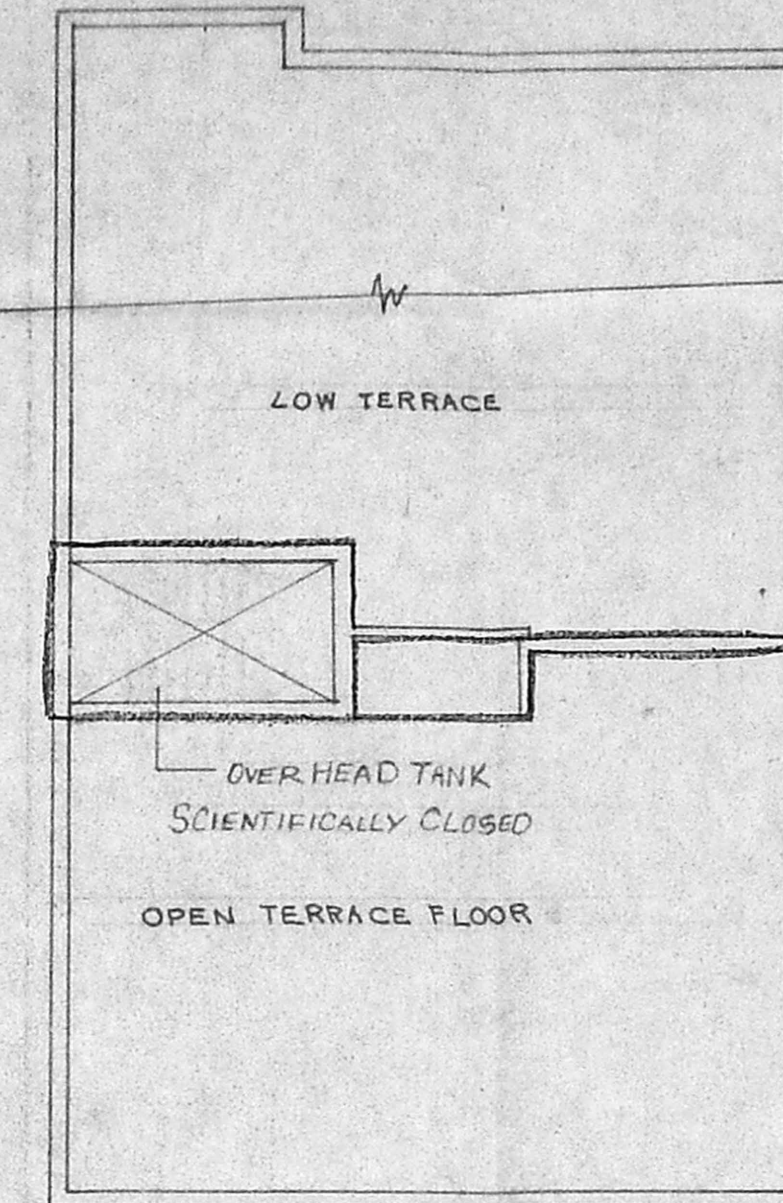 LOW TERRACE
OVER HEAD TANK
SCIENTIFICALLY CLOSED
OPEN TERRACE FLOOR